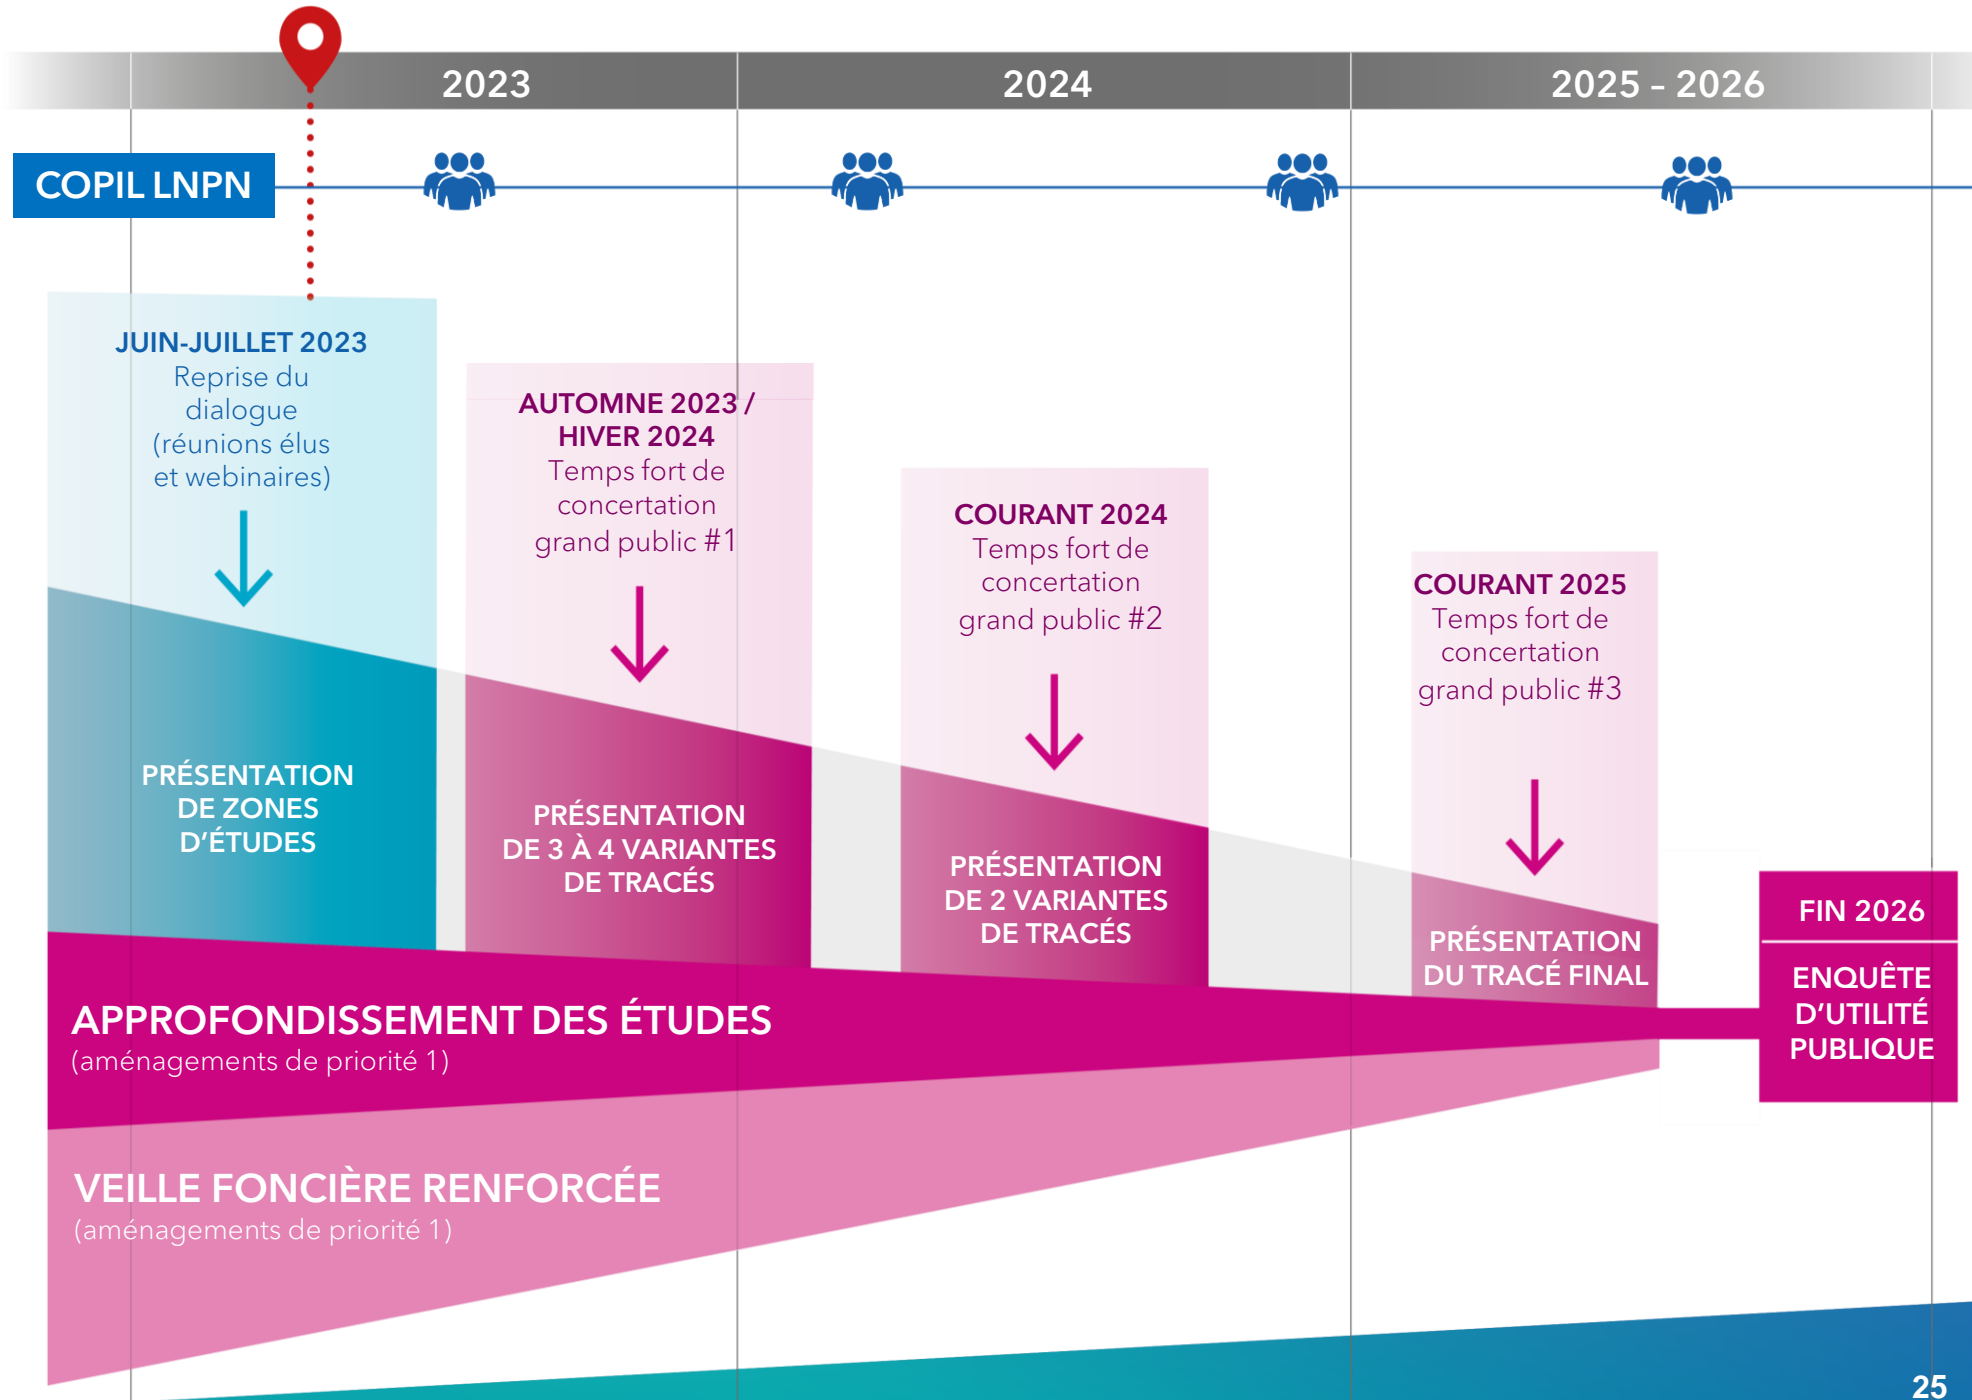 2023
2024
2025 – 2026
COPIL LNPN
JUIN-JUILLET 2023
Reprise du
dialogue
(réunions élus
et webinaires)
AUTOMNE 2023 /
HIVER 2024
Temps fort de
concertation
grand public #1
COURANT 2024
Temps fort de
concertation
grand public #2
COURANT 2025
Temps fort de
concertation
grand public #3
PRÉSENTATION
DE ZONES
D’ÉTUDES
PRÉSENTATION
DE 3 À 4 VARIANTES
DE TRACÉS
PRÉSENTATION
DE 2 VARIANTES
DE TRACÉS
PRÉSENTATION
DU TRACÉ FINAL
FIN 2026
ENQUÊTE
D’UTILITÉ
PUBLIQUE
APPROFONDISSEMENT DES ÉTUDES
(aménagements de priorité 1)
VEILLE FONCIÈRE RENFORCÉE
(aménagements de priorité 1)
25